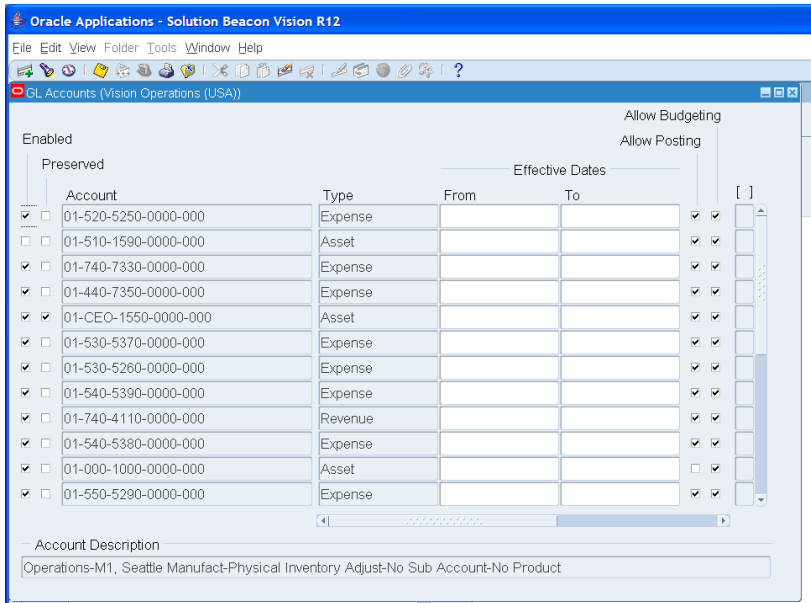 Oracle Applications - Solution Beacon Vision R12
File Edit View Folder Tools Window Help
?
GL Accounts (Vision Operations (USA))
Allow Budgeting
Enabled
Allow Posting
Preserved
Effective Dates
Account Type From To [ ]
01-520-5250-0000-000 Expense
01-510-1590-0000-000 Asset
01-740-7330-0000-000 Expense
01-440-7350-0000-000 Expense
01-CEO-1550-0000-000 Asset
01-530-5370-0000-000 Expense
01-530-5260-0000-000 Expense
01-540-5390-0000-000 Expense
01-740-4110-0000-000 Revenue
01-540-5380-0000-000 Expense
01-000-1000-0000-000 Asset
01-550-5290-0000-000 Expense
Account Description
Operations-M1, Seattle Manufact-Physical Inventory Adjust-No Sub Account-No Product